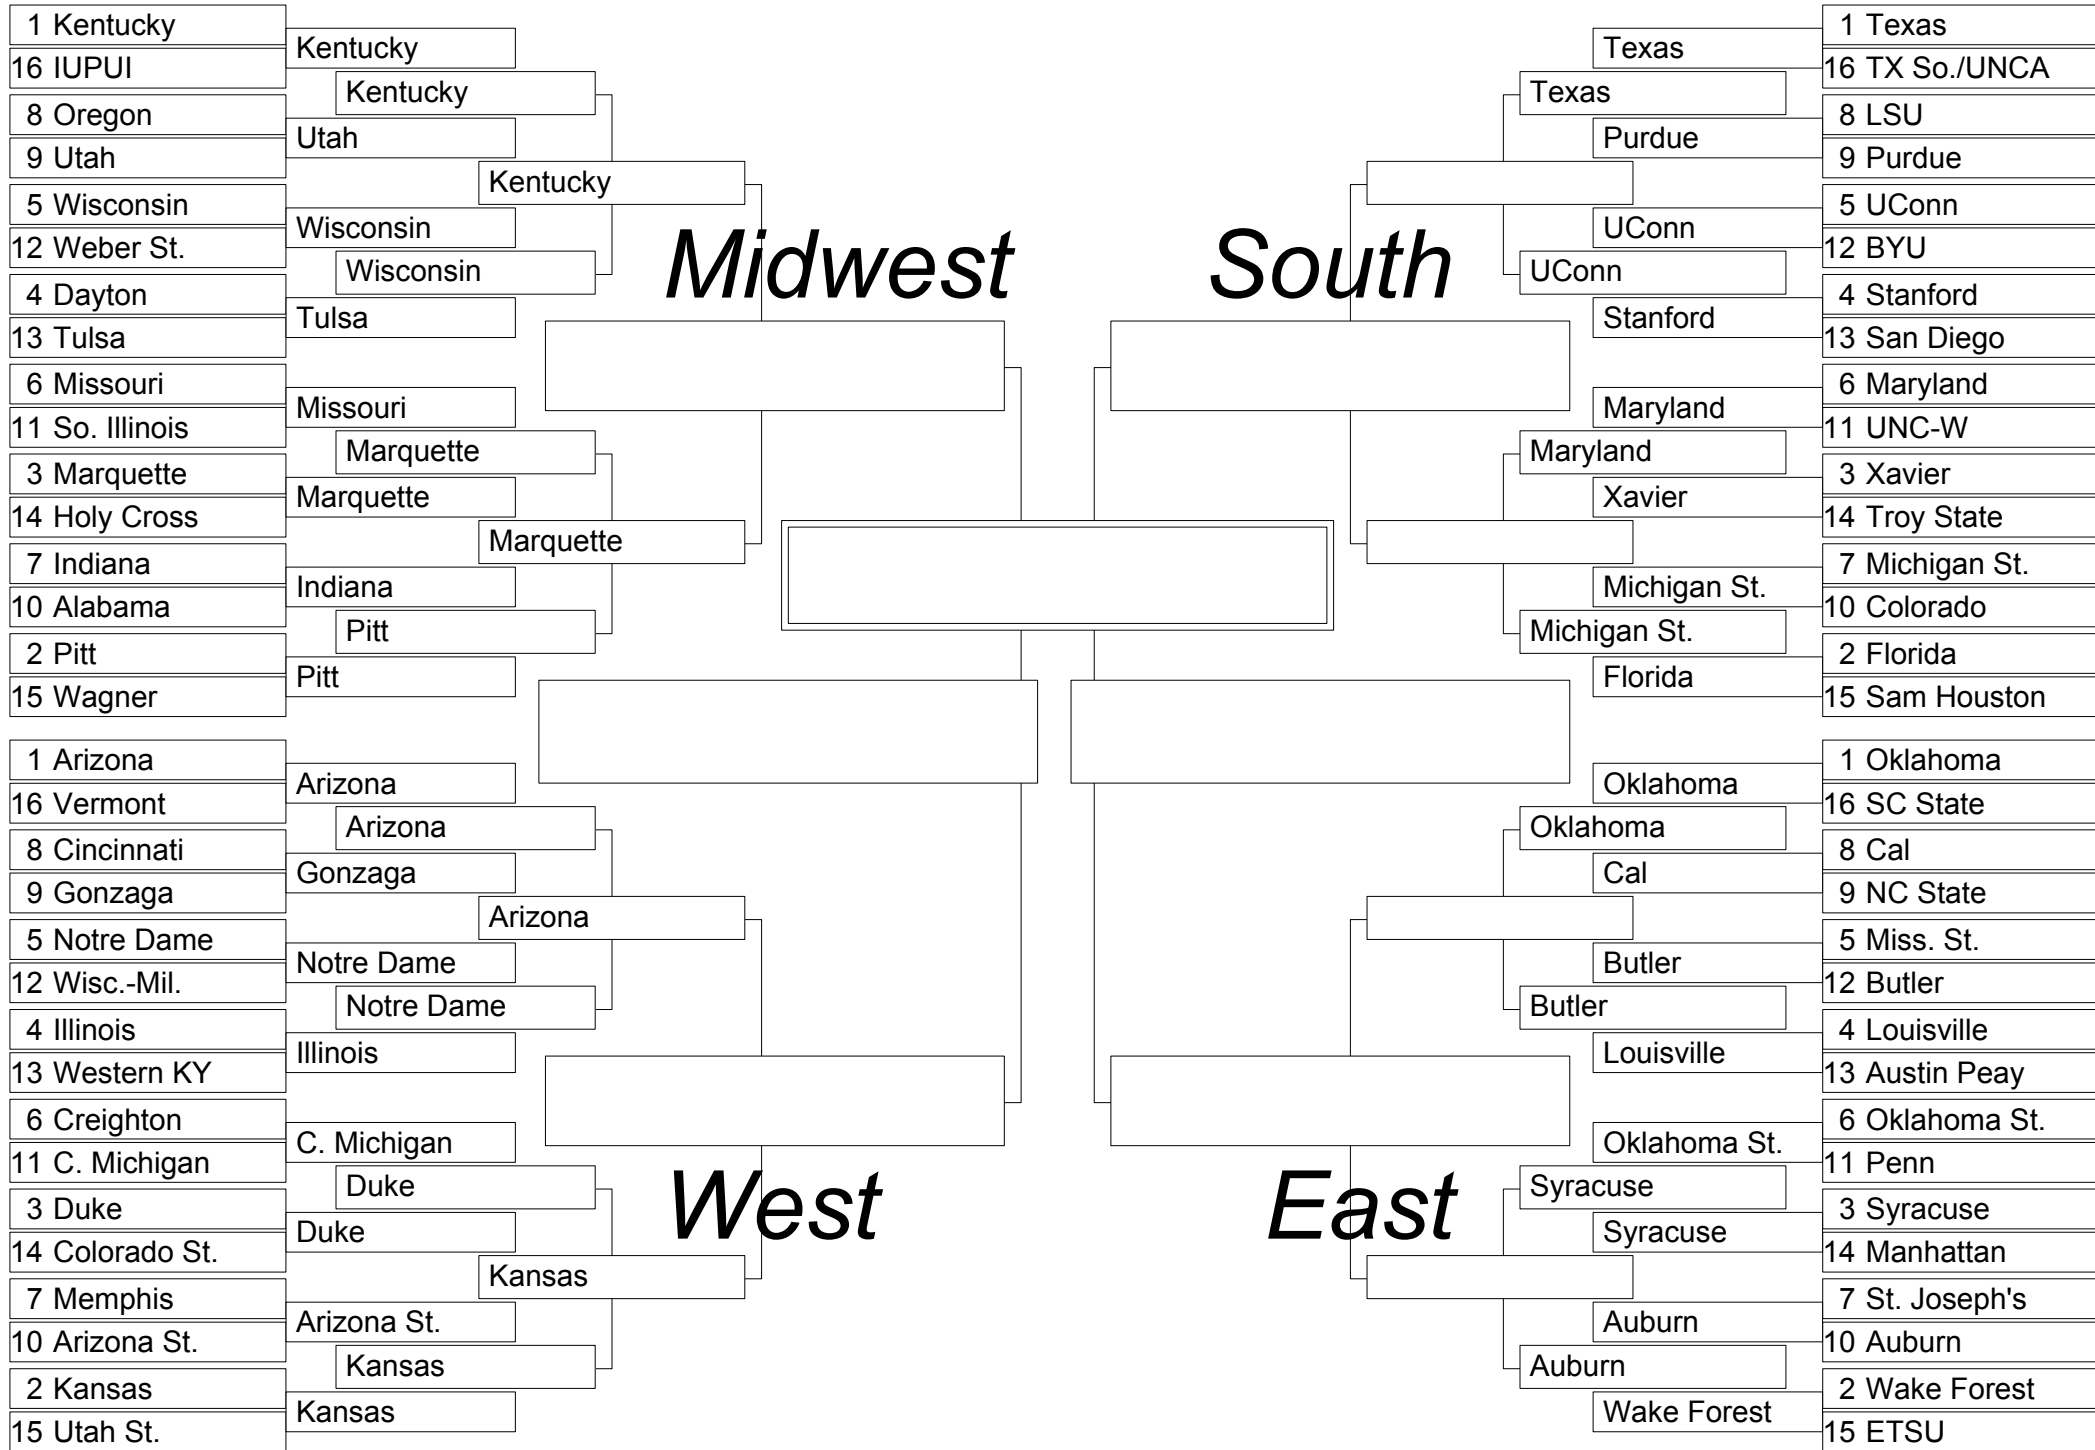 1 Kentucky
16 IUPUI
8 Oregon
9 Utah
5 Wisconsin
12 Weber St.
4 Dayton
13 Tulsa
6 Missouri
11 So. Illinois
3 Marquette
14 Holy Cross
7 Indiana
10 Alabama
2 Pitt
15 Wagner
Kentucky
Utah
Wisconsin
Tulsa
Missouri
Marquette
Indiana
Pitt
Kentucky
Wisconsin
Marquette
Pitt
Kentucky
Marquette
Midwest
1 Arizona
16 Vermont
8 Cincinnati
9 Gonzaga
5 Notre Dame
12 Wisc.-Mil.
4 Illinois
13 Western KY
6 Creighton
11 C. Michigan
3 Duke
14 Colorado St.
7 Memphis
10 Arizona St.
2 Kansas
15 Utah St.
Arizona
Gonzaga
Notre Dame
Illinois
C. Michigan
Duke
Arizona St.
Kansas
Arizona
Notre Dame
Duke
Kansas
Arizona
Kansas
West
South
Texas
UConn
Maryland
Michigan St.
Texas
Purdue
UConn
Stanford
Maryland
Xavier
Michigan St.
Florida
1 Texas
16 TX So./UNCA
8 LSU
9 Purdue
5 UConn
12 BYU
4 Stanford
13 San Diego
6 Maryland
11 UNC-W
3 Xavier
14 Troy State
7 Michigan St.
10 Colorado
2 Florida
15 Sam Houston
East
Oklahoma
Butler
Syracuse
Auburn
Oklahoma
Cal
Butler
Louisville
Oklahoma St.
Syracuse
Auburn
Wake Forest
1 Oklahoma
16 SC State
8 Cal
9 NC State
5 Miss. St.
12 Butler
4 Louisville
13 Austin Peay
6 Oklahoma St.
11 Penn
3 Syracuse
14 Manhattan
7 St. Joseph's
10 Auburn
2 Wake Forest
15 ETSU